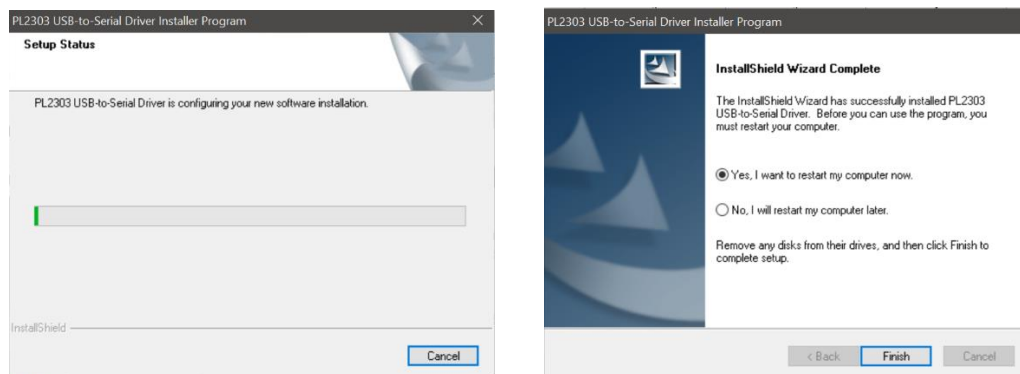 PL2303 USB-to-Serial Driver Installer Program
Setup Status
PL2303 USB-to-Serial Driver is configuring your new software installation.
InstallShield
Cancel
PL2303 USB-to-Serial Driver Installer Program
InstallShield Wizard Complete
The InstallShield Wizard has successfully installed PL2303
USB-to-Serial Driver. Before you can use the program, you
must restart your computer.
Yes, I want to restart my computer now.
No, I will restart my computer later.
Remove any disks from their drives, and then click Finish to
complete setup.
< Back Finish Cancel